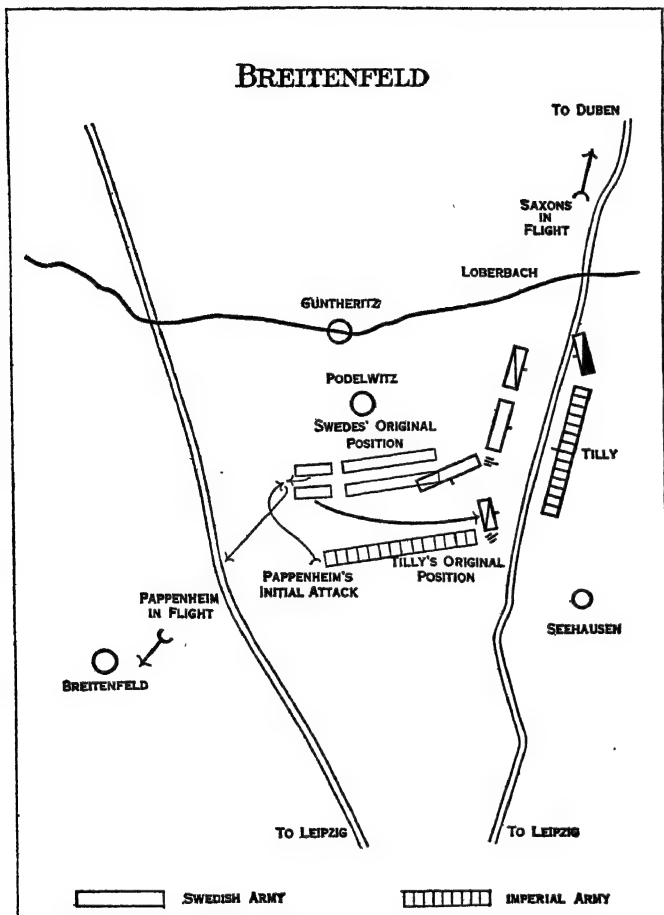 BREITENFELD
TO DUBEN
SAXONS
IN
FLIGHT
LOBERBACH
GÜNTHERITZ
PODELWITZ
SWEDES' ORIGINAL
POSITION
TILLY
PAPPENHEIM'S
INITIAL ATTACK
TILLY'S ORIGINAL
POSITION
PAPPENHEIM
IN FLIGHT
SEEHAUSEN
BREITENFELD
TO LEIPZIG
TO LEIPZIG
SWEDISH ARMY
IMPERIAL ARMY